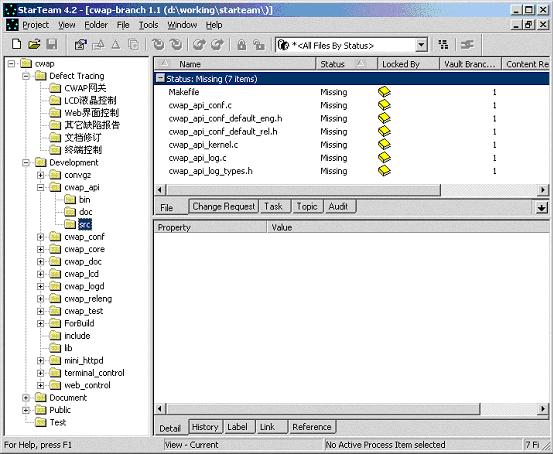 StarTeam 4.2 - [cwap-branch 1.1 (d:\working\starteam\)]
Project View Folder File Tools Window Help
*<All Files By Status>
cwap
Defect Tracing
CWAP网关
LCD液晶控制
Web界面控制
其它缺陷报告
文档修订
终端控制
Development
convgz
cwap_api
bin
doc
src
cwap_conf
cwap_core
cwap_doc
cwap_lcd
cwap_logd
cwap_releng
cwap_test
ForBuild
include
lib
mini_httpd
terminal_control
web_control
Document
Public
Test
Name Status Locked By Vault Branc... Content Re
Status: Missing (7 items)
Makefile Missing 1
cwap_api_conf.c Missing 1
cwap_api_conf_default_eng.h Missing 1
cwap_api_conf_default_rel.h Missing 1
cwap_api_kernel.c Missing 1
cwap_api_log.c Missing 1
cwap_api_log_types.h Missing 1
File Change Request Task Topic Audit
Property Value
Detail History Label Link Reference
For Help, press F1 View - Current No Active Process Item selected 7 Fi